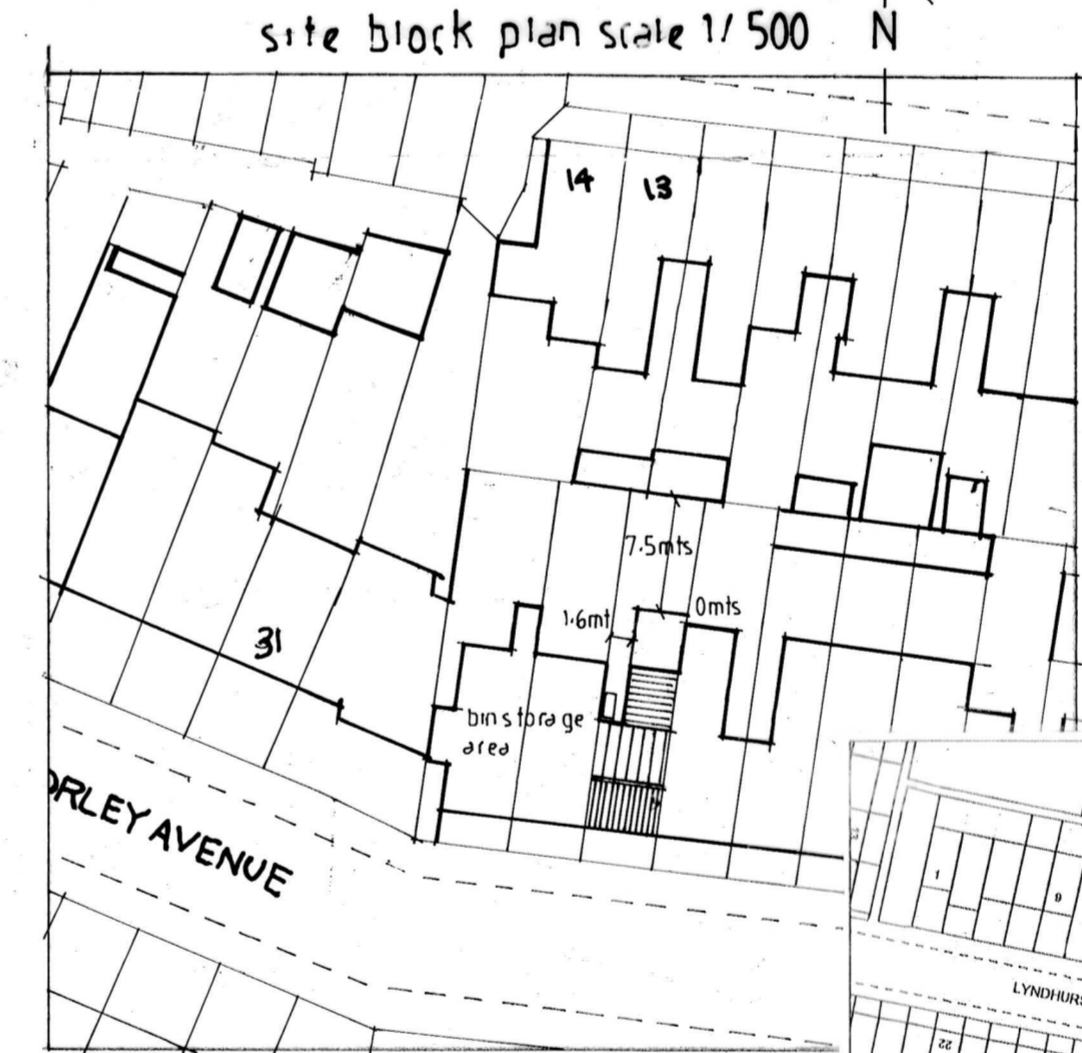 site block plan scale 1/500 N
14 13
7.5mts
1.6mt 0mts
31
bin storage
area
ORLEY AVENUE
1 9
LYNDHURS
22